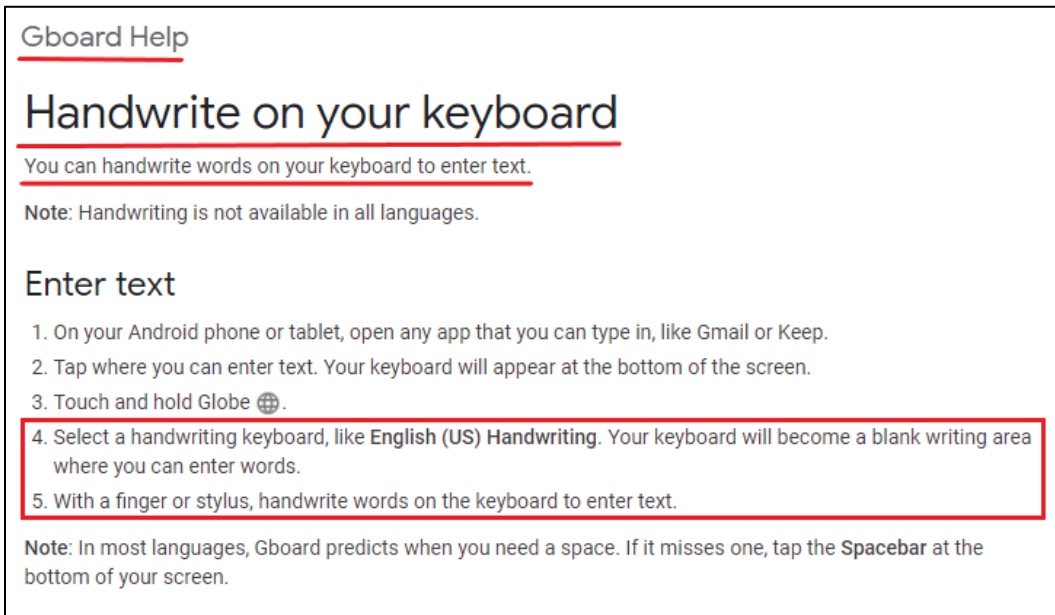 Gboard Help
Handwrite on your keyboard
You can handwrite words on your keyboard to enter text.
Note: Handwriting is not available in all languages.
Enter text
1. On your Android phone or tablet, open any app that you can type in, like Gmail or Keep.
2. Tap where you can enter text. Your keyboard will appear at the bottom of the screen.
3. Touch and hold Globe .
4. Select a handwriting keyboard, like English (US) Handwriting. Your keyboard will become a blank writing area
where you can enter words.
5. With a finger or stylus, handwrite words on the keyboard to enter text.
Note: In most languages, Gboard predicts when you need a space. If it misses one, tap the Spacebar at the
bottom of your screen.